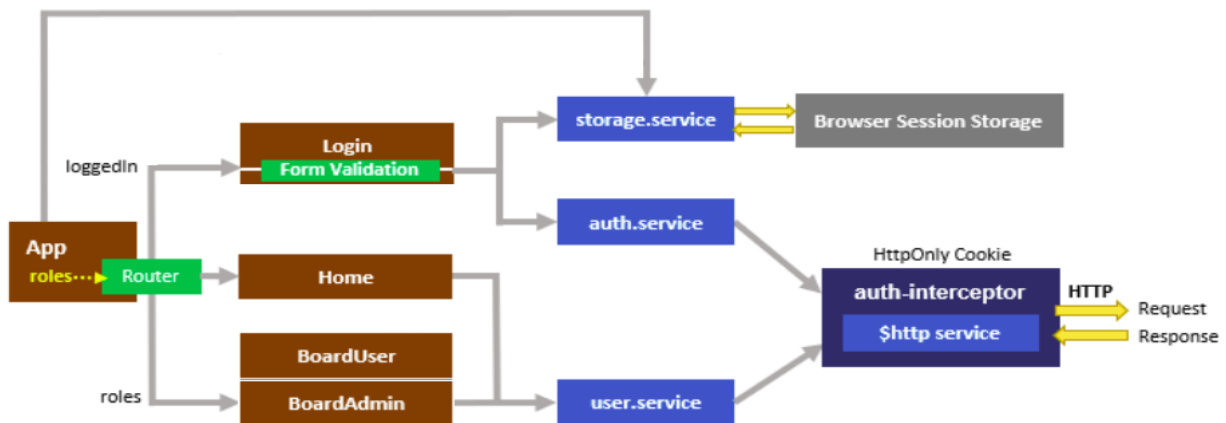 storage.service
Browser Session Storage
Login
Form Validation
loggedIn
auth.service
App
roles
Router
Home
HttpOnly Cookie
auth-interceptor
$http service
HTTP
Request
Response
BoardUser
BoardAdmin
roles
user.service